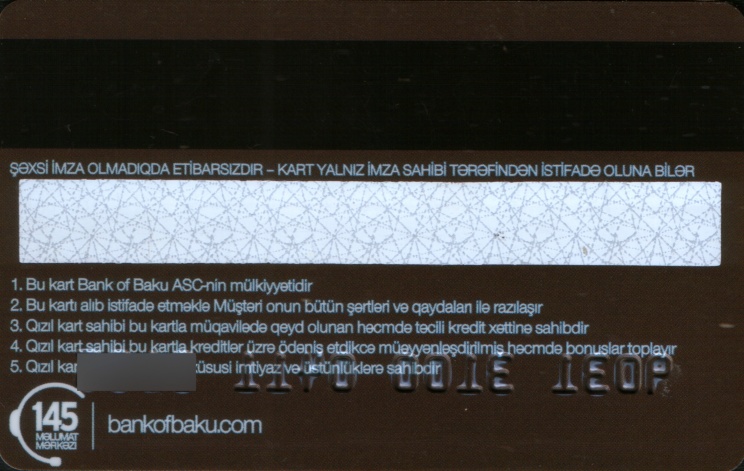 ŞƏXSİ İMZA OLMADIQDA ETİBARSIZDIR – KART YALNIZ İMZA SAHİBİ TƏRƏFİNDƏN İSTİFADƏ OLUNA BİLƏR
1. Bu kart Bank of Baku ASC-nin mülkiyyətidir
2. Bu kartı alıb istifadə etməklə Müştəri onun bütün şərtləri və qaydaları ilə razılaşır
3. Qızıl kart sahibi bu kartla müqavilədə qeyd olunan həcmdə təcili kredit xəttinə sahibdir
4. Qızıl kart sahibi bu kartla kreditlər üzrə ödəniş etdikcə müəyyənləşdirilmiş həcmdə bonuslar toplayır
5. Qızıl imtiyaz və üstünlüklərə sahibdir
145
MƏLUMAT
MƏRKƏZİ
bankofbaku.com